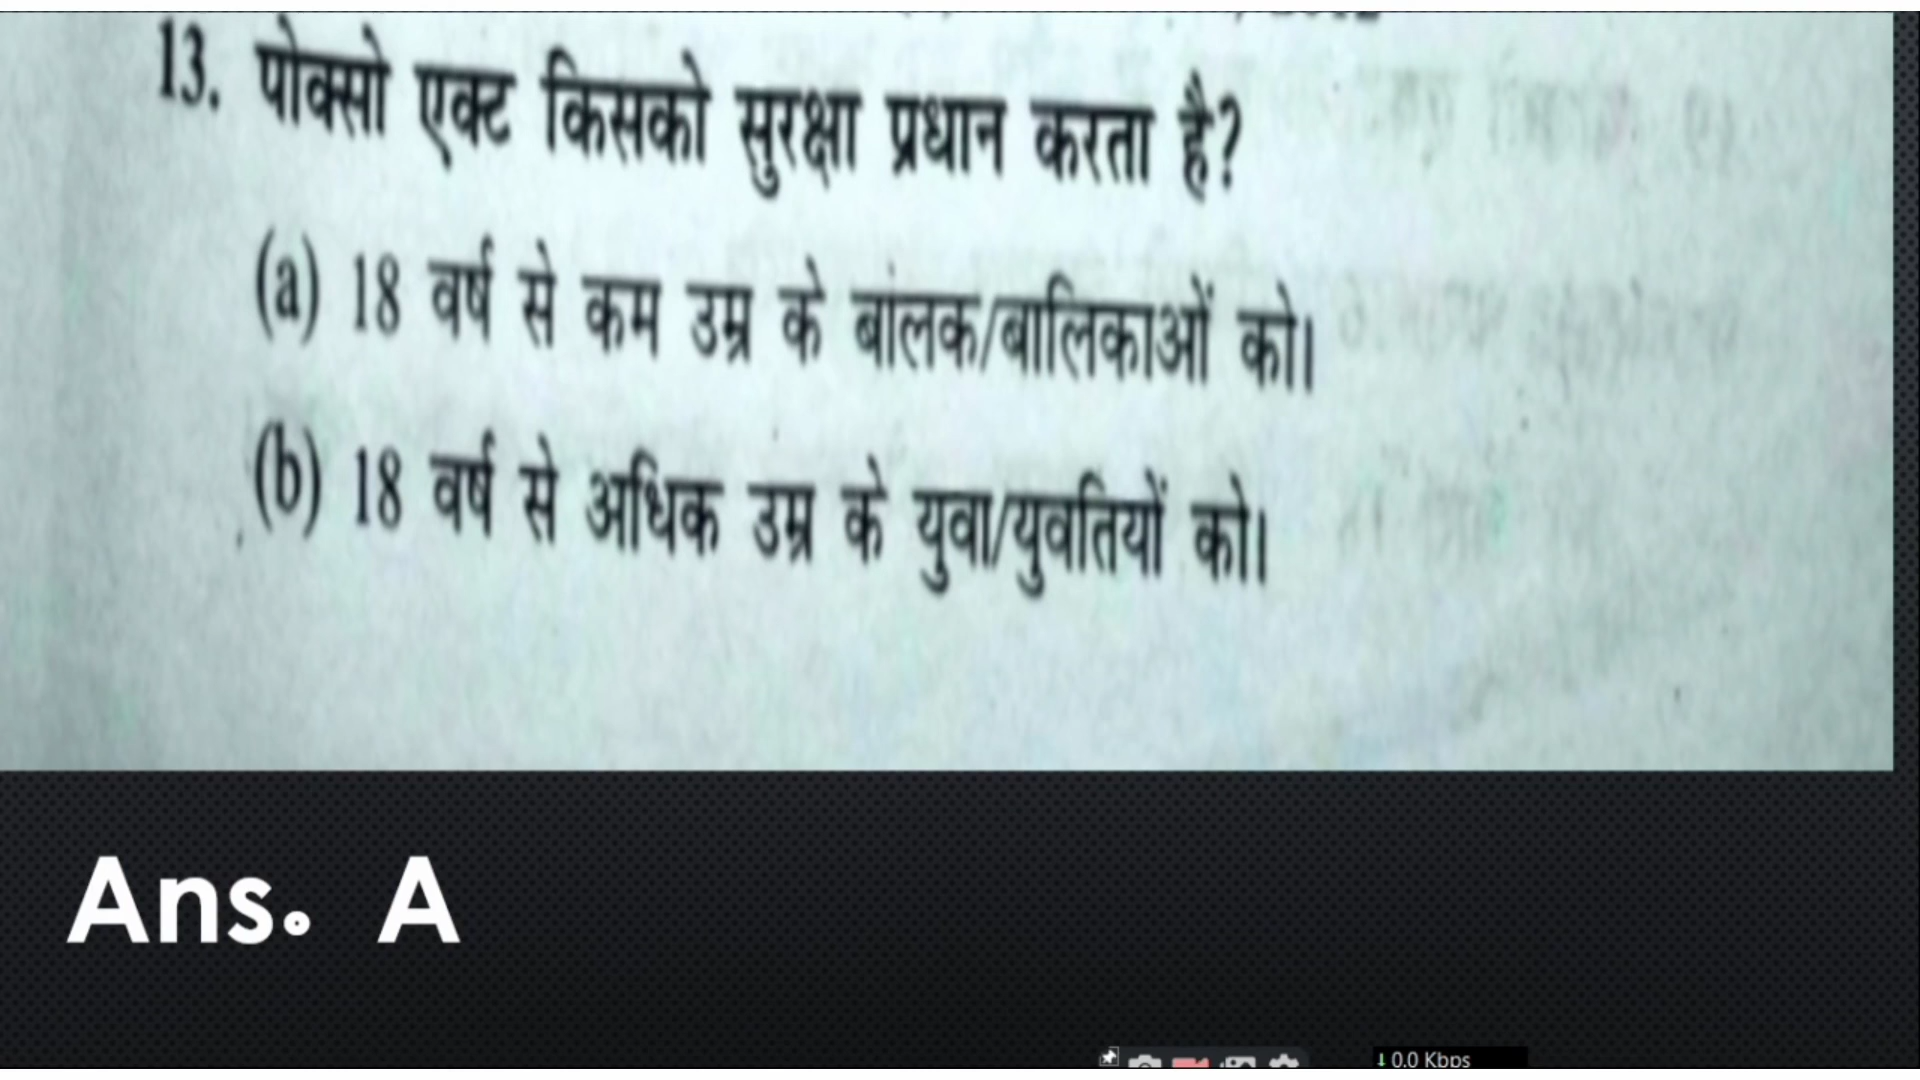 13. पोक्सो एक्ट किसको सुरक्षा प्रधान करता है?
(a) 18 वर्ष से कम उम्र के बालक/बालिकाओं को।
(b) 18 वर्ष से अधिक उम्र के युवा/युवतियों को।
Ans. A
↓0.0 Kbps